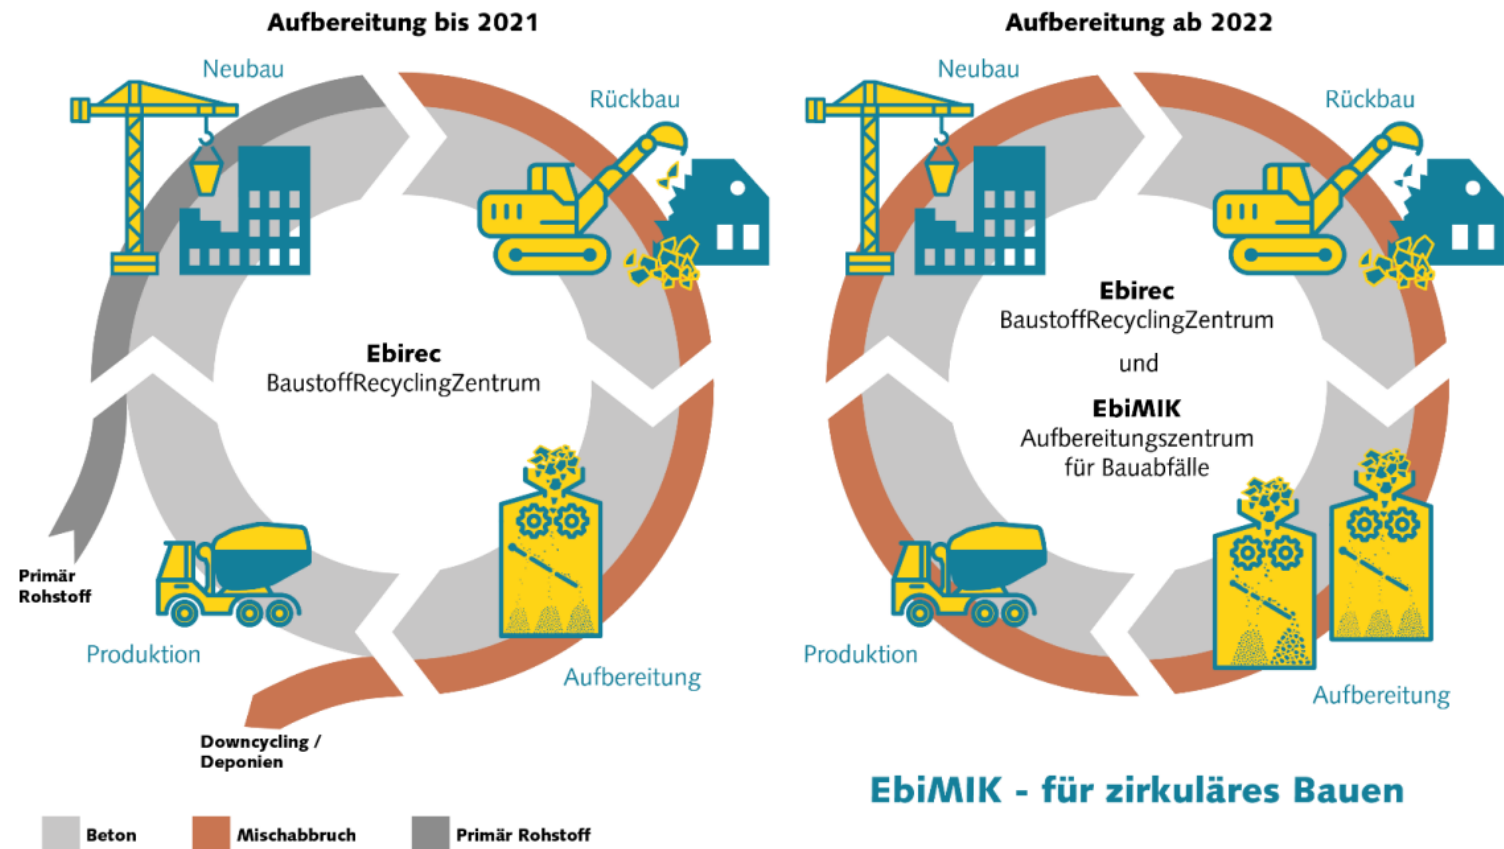 Aufbereitung bis 2021
Neubau
Rückbau
Ebirec
BaustoffRecyclingZentrum
Primär
Rohstoff
Produktion
Aufbereitung
Downcycling /
Deponien
Beton
Mischabbruch
Primär Rohstoff
Aufbereitung ab 2022
Neubau
Rückbau
Ebirec
BaustoffRecyclingZentrum
und
EbiMIK
Aufbereitungszentrum
für Bauabfälle
Produktion
Aufbereitung
EbiMIK - für zirkuläres Bauen